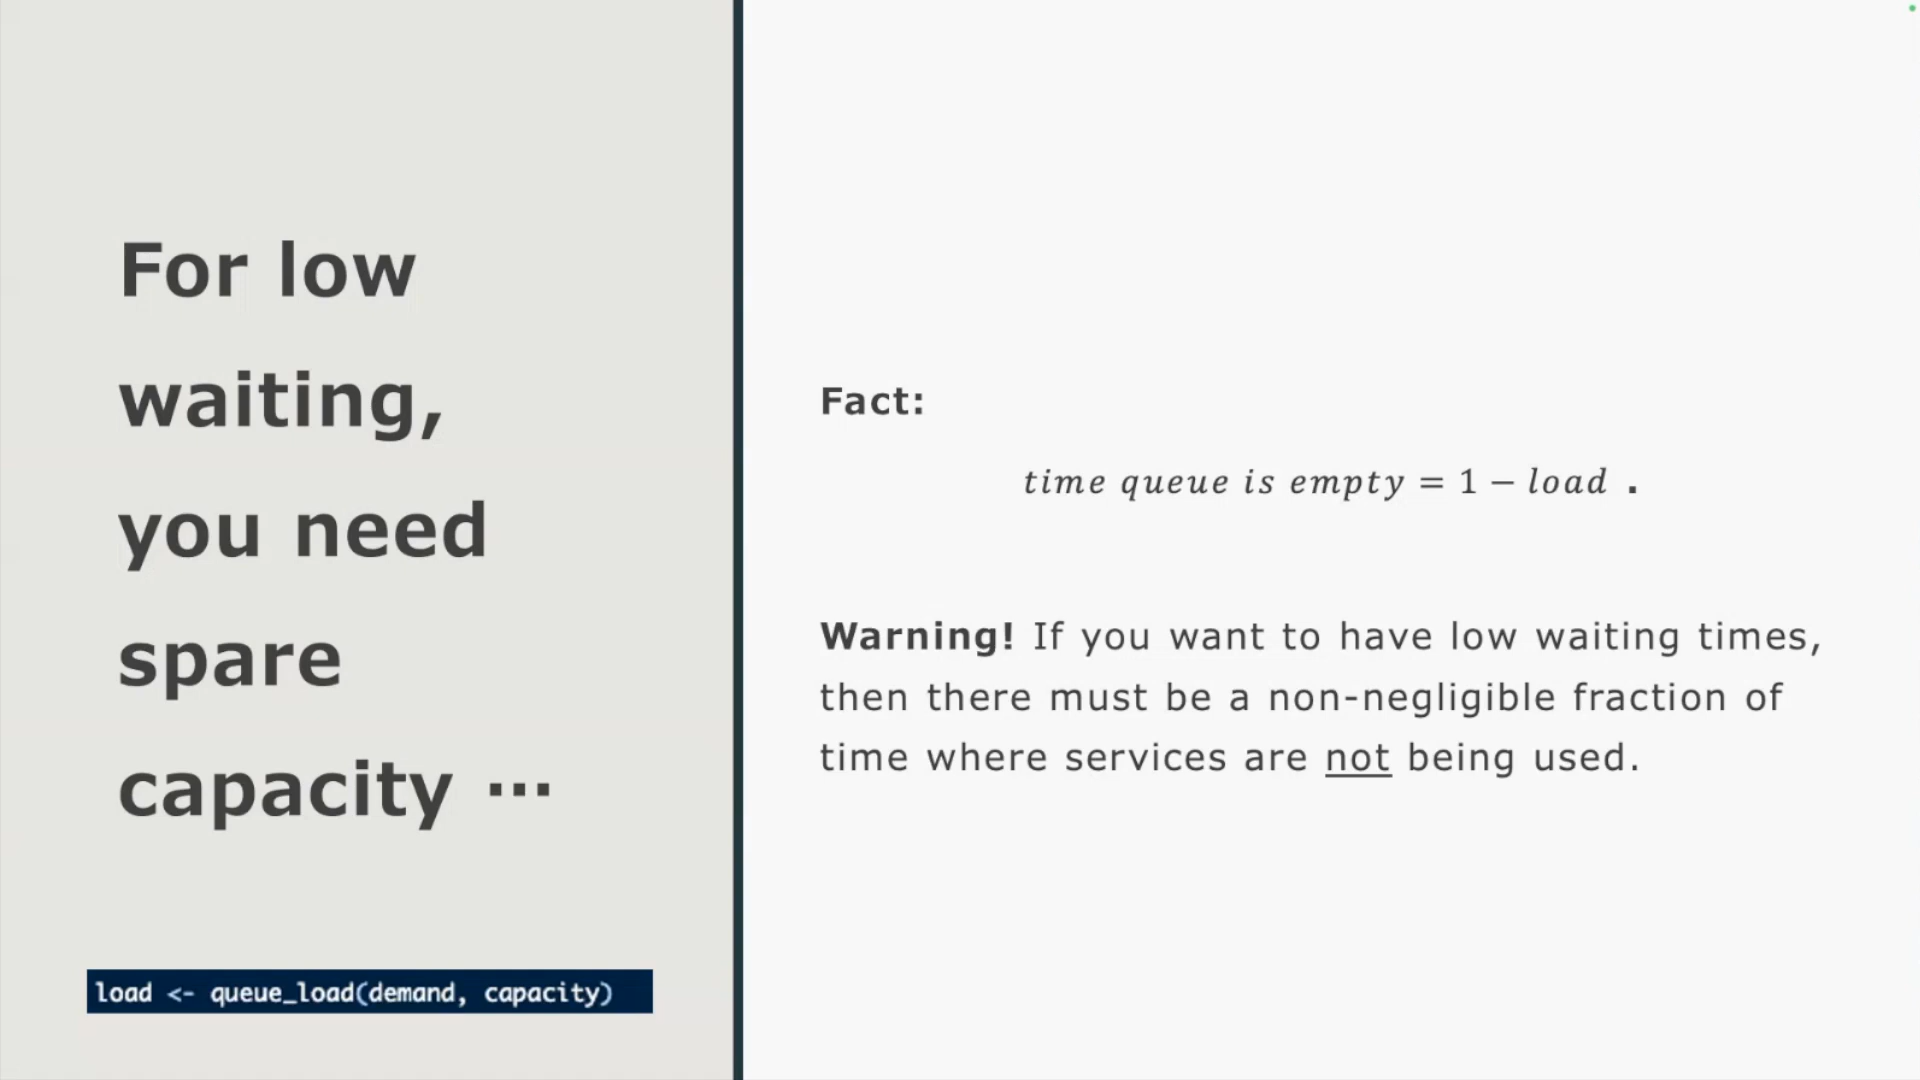 For low
waiting,
you need
spare
capacity ...
load <- queue_load(demand, capacity)
Fact:
time queue is empty = 1 − load .
Warning! If you want to have low waiting times,
then there must be a non-negligible fraction of
time where services are not being used.